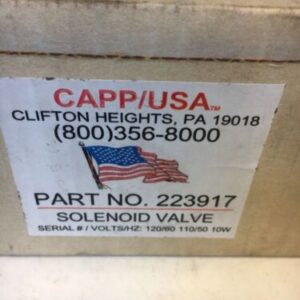 CAPP/USA™
CLIFTON HEIGHTS, PA 19018
(800)356-8000
PART NO. 223917
SOLENOID VALVE
SERIAL # / VOLTS/HZ: 120/60 110/50 10W